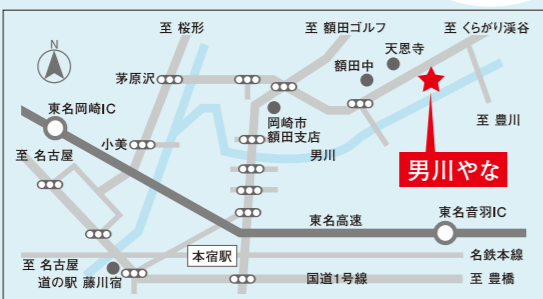 至 桜形
至 額田ゴルフ
至 くらがり渓谷
N
天恩寺
額田中
茅原沢
東名岡崎IC
岡崎市
額田支店
至 豊川
小美
男川
至 名古屋
男川やな
東名高速
東名音羽IC
本宿駅
名鉄本線
至 名古屋
道の駅 藤川宿
国道1号線
至 豊橋